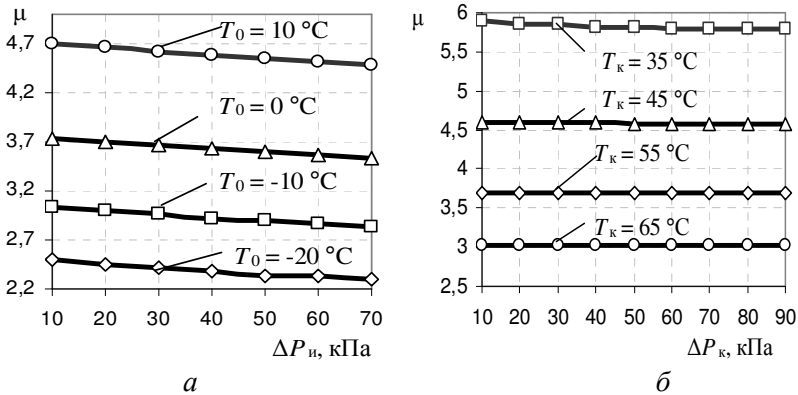 μ
4,7
4,2
3,7
3,2
2,7
2,2
T₀ = 10 °C
T₀ = 0 °C
T₀ = -10 °C
T₀ = -20 °C
10 20 30 40 50 60 70
ΔPи, кПа
а
μ
6
5,5
5
4,5
4
3,5
3
2,5
Tк = 35 °C
Tк = 45 °C
Tк = 55 °C
Tк = 65 °C
10 20 30 40 50 60 70 80 90
ΔPк, кПа
б